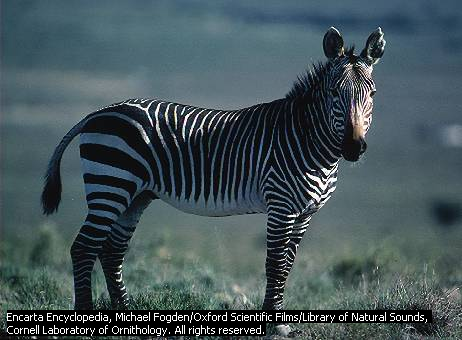 Encarta Encyclopedia, Michael Fogden/Oxford Scientific Films/Library of Natural Sounds,
Cornell Laboratory of Ornithology. All rights reserved.